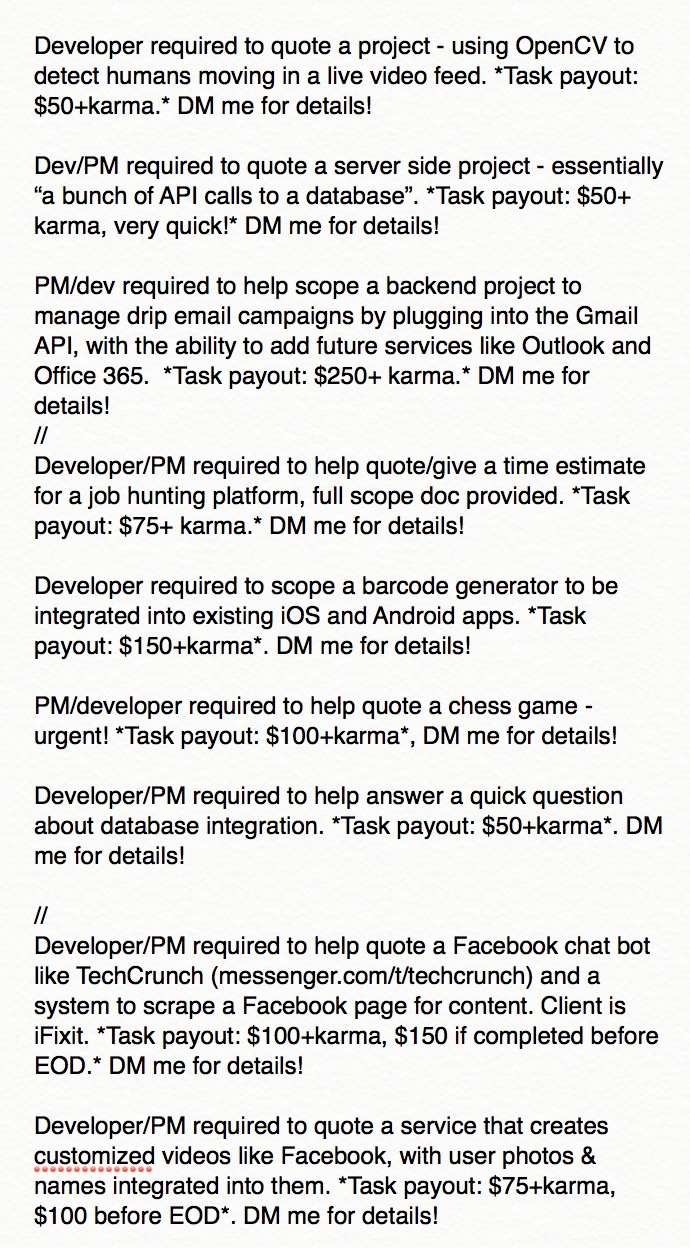 Developer required to quote a project - using OpenCV to
detect humans moving in a live video feed. *Task payout:
$50+karma.* DM me for details!
Dev/PM required to quote a server side project - essentially
“a bunch of API calls to a database”. *Task payout: $50+
karma, very quick!* DM me for details!
PM/dev required to help scope a backend project to
manage drip email campaigns by plugging into the Gmail
API, with the ability to add future services like Outlook and
Office 365.  *Task payout: $250+ karma.* DM me for
details!
//
Developer/PM required to help quote/give a time estimate
for a job hunting platform, full scope doc provided. *Task
payout: $75+ karma.* DM me for details!
Developer required to scope a barcode generator to be
integrated into existing iOS and Android apps. *Task
payout: $150+karma*. DM me for details!
PM/developer required to help quote a chess game -
urgent! *Task payout: $100+karma*, DM me for details!
Developer/PM required to help answer a quick question
about database integration. *Task payout: $50+karma*. DM
me for details!
//
Developer/PM required to help quote a Facebook chat bot
like TechCrunch (messenger.com/t/techcrunch) and a
system to scrape a Facebook page for content. Client is
iFixit. *Task payout: $100+karma, $150 if completed before
EOD.* DM me for details!
Developer/PM required to quote a service that creates
customized videos like Facebook, with user photos &
names integrated into them. *Task payout: $75+karma,
$100 before EOD*. DM me for details!